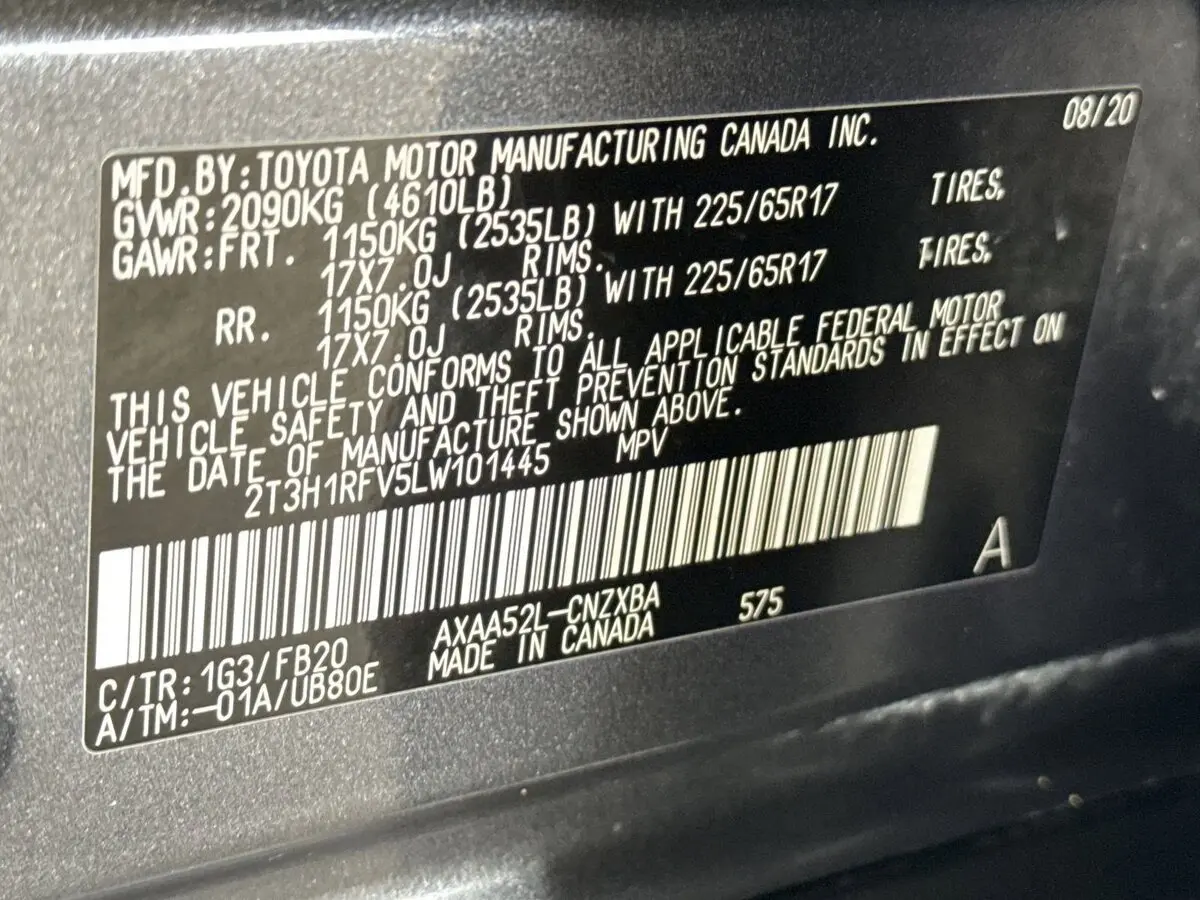 08/20
MFD.BY:TOYOTA MOTOR MANUFACTURING CANADA INC.
GVWR:2090KG (4610LB)
GAWR:FRT. 1150KG (2535LB) WITH 225/65R17 TIRES,
17X7.0J RIMS.
RR. 1150KG (2535LB) WITH 225/65R17 TIRES,
17X7.0J RIMS.
THIS VEHICLE CONFORMS TO ALL APPLICABLE FEDERAL MOTOR
VEHICLE SAFETY AND THEFT PREVENTION STANDARDS IN EFFECT ON
THE DATE OF MANUFACTURE SHOWN ABOVE.
2T3H1RFV5LW101445 MPV
A
C/TR:1G3/FB20 AXAA52L-CNZXBA 575
A/TM:-01A/UB80E MADE IN CANADA